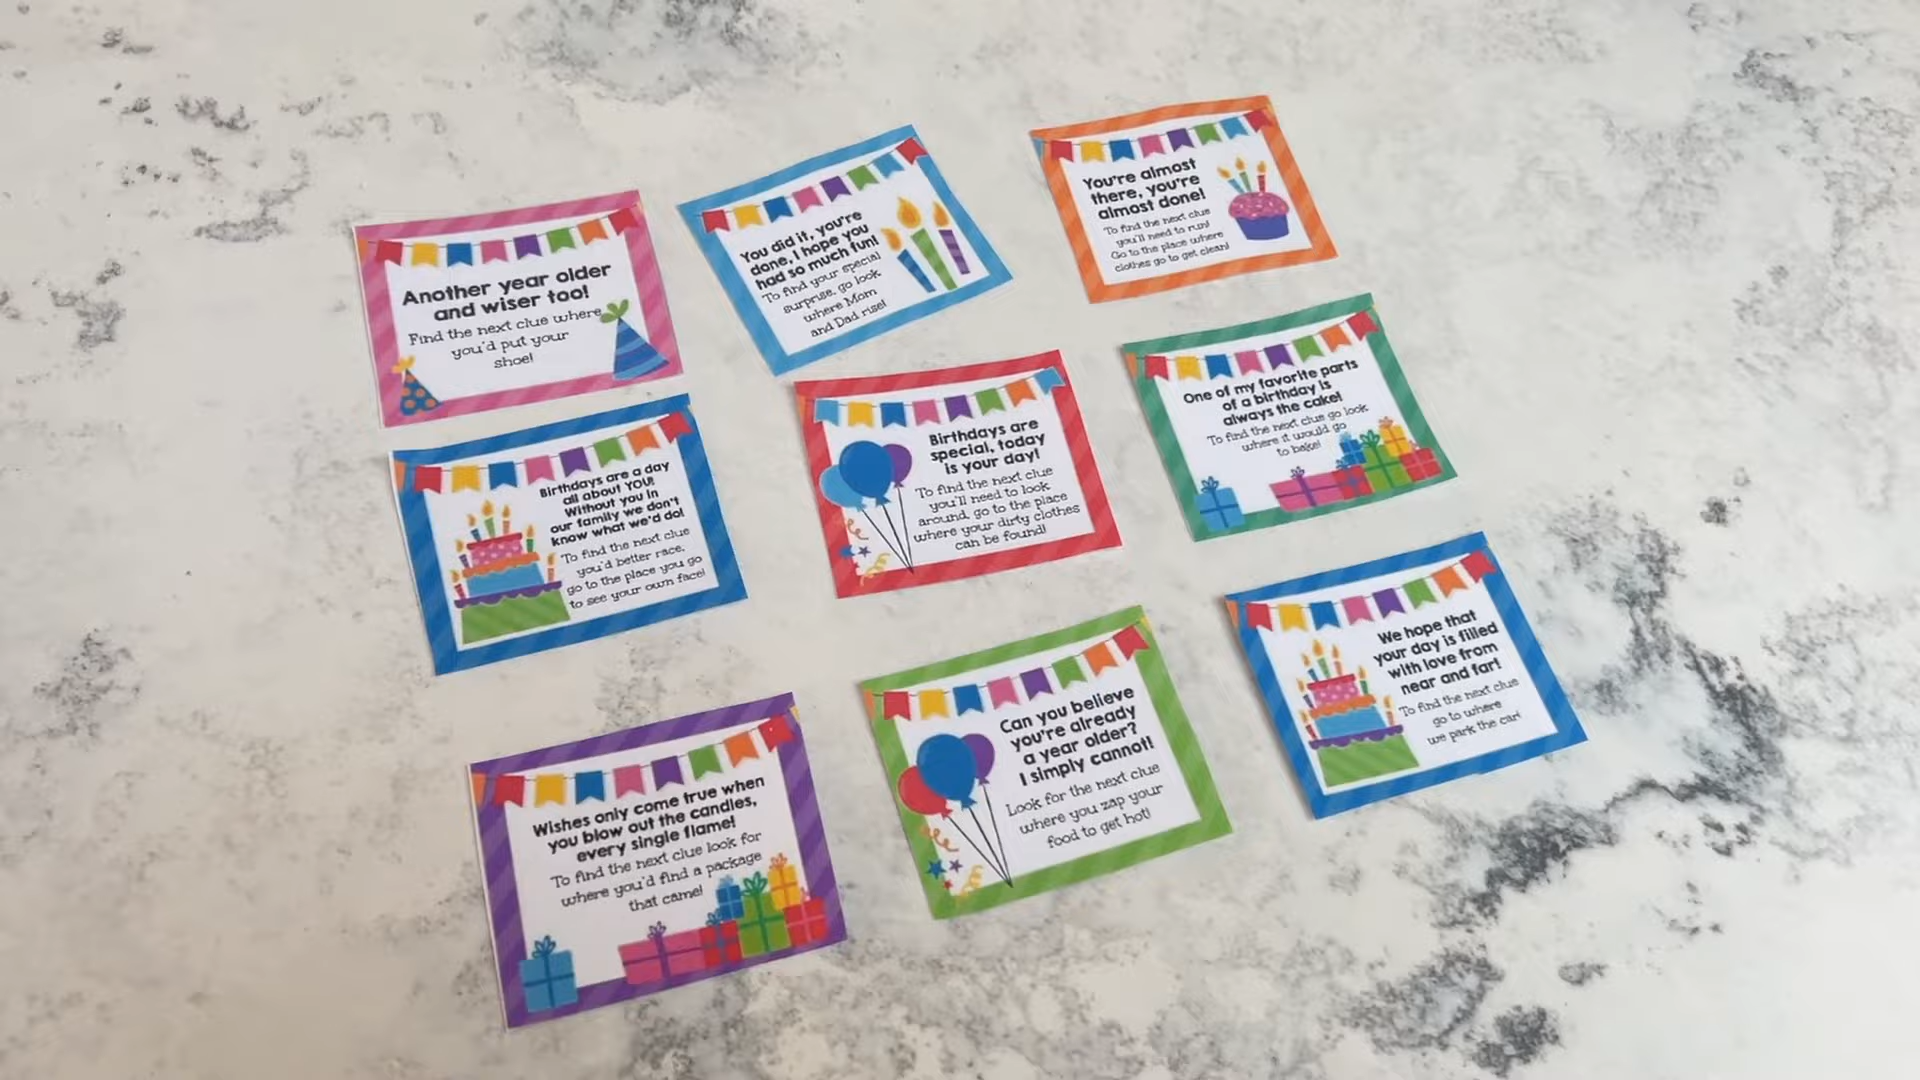 Another year older
and wiser too!
Find the next clue where
you'd put your
shoe!
You did it, you're
done, I hope you
had so much fun!
To find your special
surprise, go look
where Mom
and Dad rise!
You're almost
there, you're
almost done!
To find the next clue
you'll need to run!
Go to the place where
clothes go to get clean!
Birthdays are a day
all about YOU!
Without you in
our family we don't
know what we'd do!
To find the next clue
you'd better race,
go to the place you go
to see your own face!
Birthdays are
special, today
is your day!
To find the next clue
you'll need to look
around, go to the place
where your dirty clothes
can be found!
One of my favorite parts
of a birthday is
always the cake!
To find the next clue go look
where it would go
to bake!
Wishes only come true when
you blow out the candles,
every single flame!
To find the next clue look for
where you'd find a package
that came!
Can you believe
you're already
a year older?
I simply cannot!
Look for the next clue
where you zap your
food to get hot!
We hope that
your day is filled
with love from
near and far!
To find the next clue
go to where
we park the car!